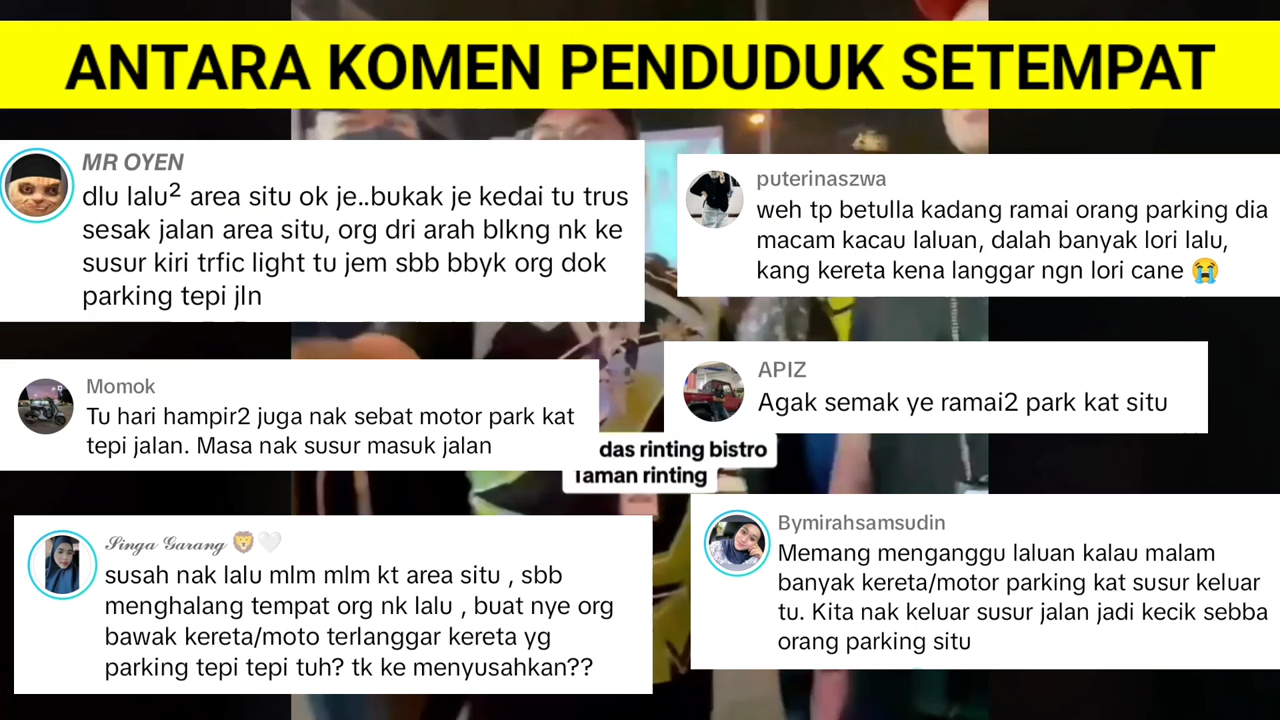 ANTARA KOMEN PENDUDUK SETEMPAT
MR OYEN
dlu lalu² area situ ok je..bukak je kedai tu trus
sesak jalan area situ, org dri arah blkng nk ke
susur kiri trfic light tu jem sbb bbyk org dok
parking tepi jln
puterinaszwa
weh tp betulla kadang ramai orang parking dia
macam kacau laluan, dalah banyak lori lalu,
kang kereta kena langgar ngn lori cane 😭
Momok
Tu hari hampir2 juga nak sebat motor park kat
tepi jalan. Masa nak susur masuk jalan
APIZ
Agak semak ye ramai2 park kat situ
das rinting bistro
Taman rinting
𝒮𝒾𝓃𝑔𝒶 𝒢𝒶𝓇𝒶𝓃𝑔 🦁🤍
susah nak lalu mlm mlm kt area situ , sbb
menghalang tempat org nk lalu , buat nye org
bawak kereta/moto terlanggar kereta yg
parking tepi tepi tuh? tk ke menyusahkan??
Bymirahsamsudin
Memang menganggu laluan kalau malam
banyak kereta/motor parking kat susur keluar
tu. Kita nak keluar susur jalan jadi kecik sebba
orang parking situ